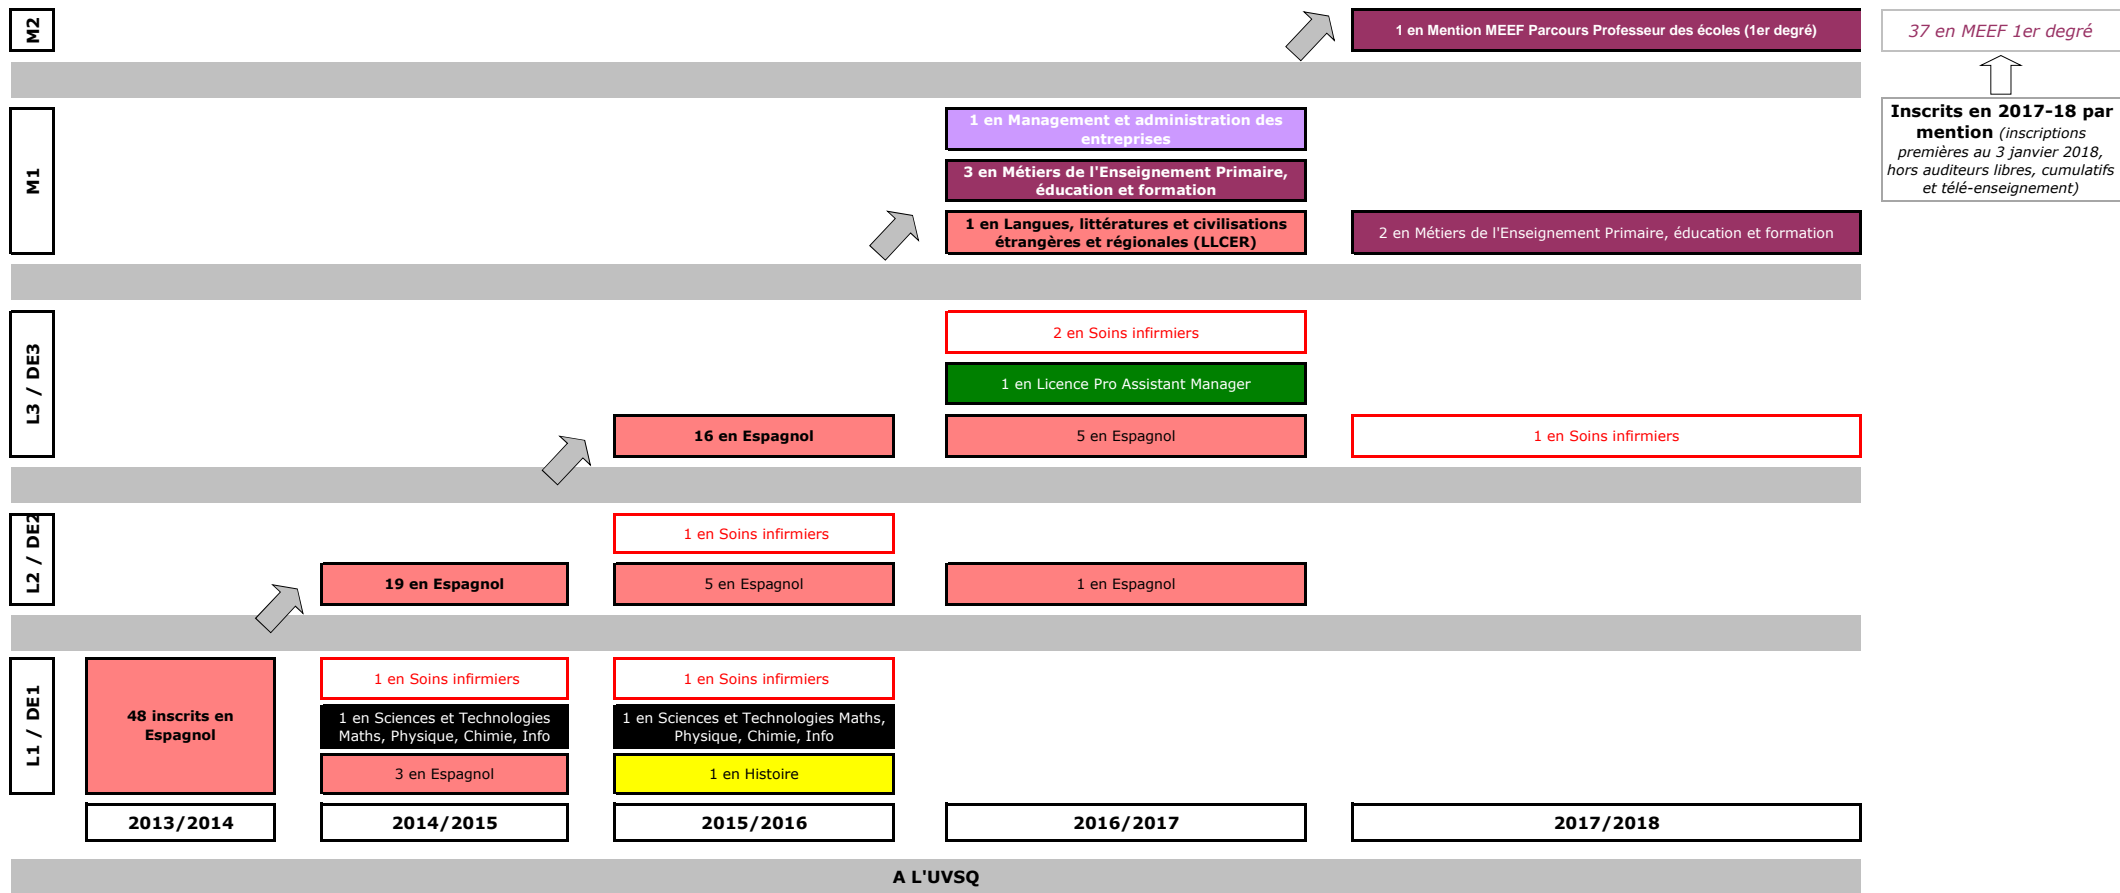 M2
1 en Mention MEEF Parcours Professeur des écoles (1er degré)
37 en MEEF 1er degré
M1
1 en Management et administration des
entreprises
3 en Métiers de l'Enseignement Primaire,
éducation et formation
1 en Langues, littératures et civilisations
étrangères et régionales (LLCER)
2 en Métiers de l'Enseignement Primaire, éducation et formation
Inscrits en 2017-18 par
mention (inscriptions
premières au 3 janvier 2018,
hors auditeurs libres, cumulatifs
et télé-enseignement)
L3 / DE3
2 en Soins infirmiers
1 en Licence Pro Assistant Manager
16 en Espagnol
5 en Espagnol
1 en Soins infirmiers
L2 / DE2
1 en Soins infirmiers
19 en Espagnol
5 en Espagnol
1 en Espagnol
L1 / DE1
48 inscrits en
Espagnol
1 en Soins infirmiers
1 en Sciences et Technologies
Maths, Physique, Chimie, Info
3 en Espagnol
1 en Soins infirmiers
1 en Sciences et Technologies Maths,
Physique, Chimie, Info
1 en Histoire
2013/2014
2014/2015
2015/2016
2016/2017
2017/2018
A L'UVSQ